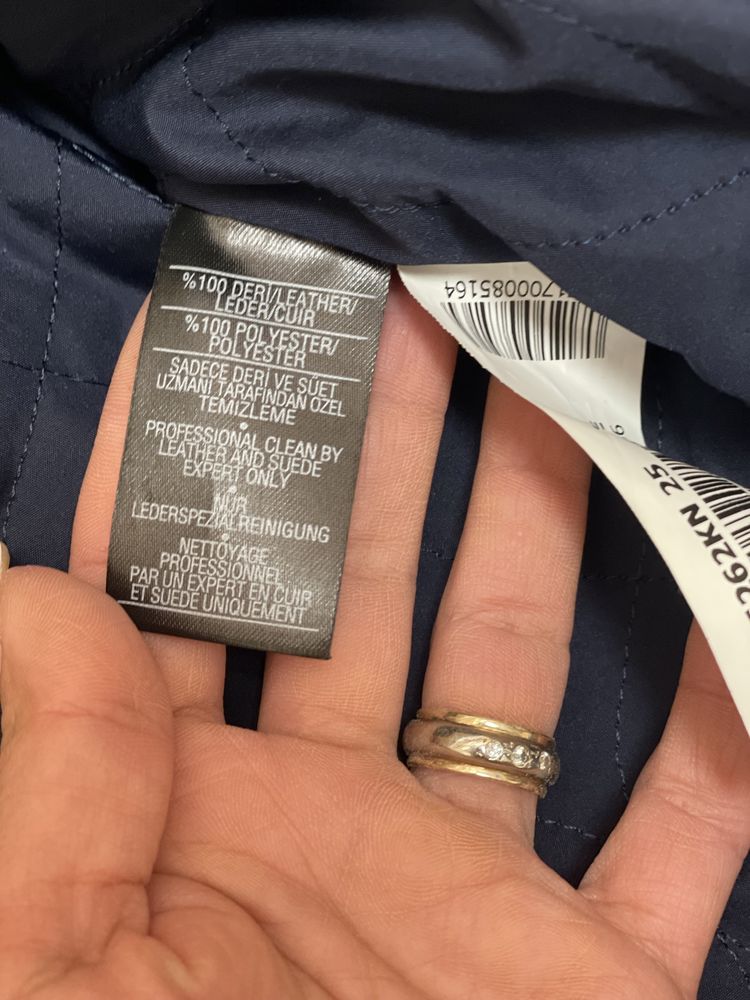 %100 DERİ/LEATHER/
LEDER/CUIR
%100 POLYESTER/
POLYESTER
SADECE DERİ VE SÜET
UZMANI TARAFINDAN ÖZEL
TEMİZLEME
•
PROFESSIONAL CLEAN BY
LEATHER AND SUEDE
EXPERT ONLY
•
NUR
LEDERSPEZIALREINIGUNG
•
NETTOYAGE
PROFESSIONNEL
PAR UN EXPERT EN CUIR
ET SUEDE UNIQUEMENT
1700085164
262KN 25